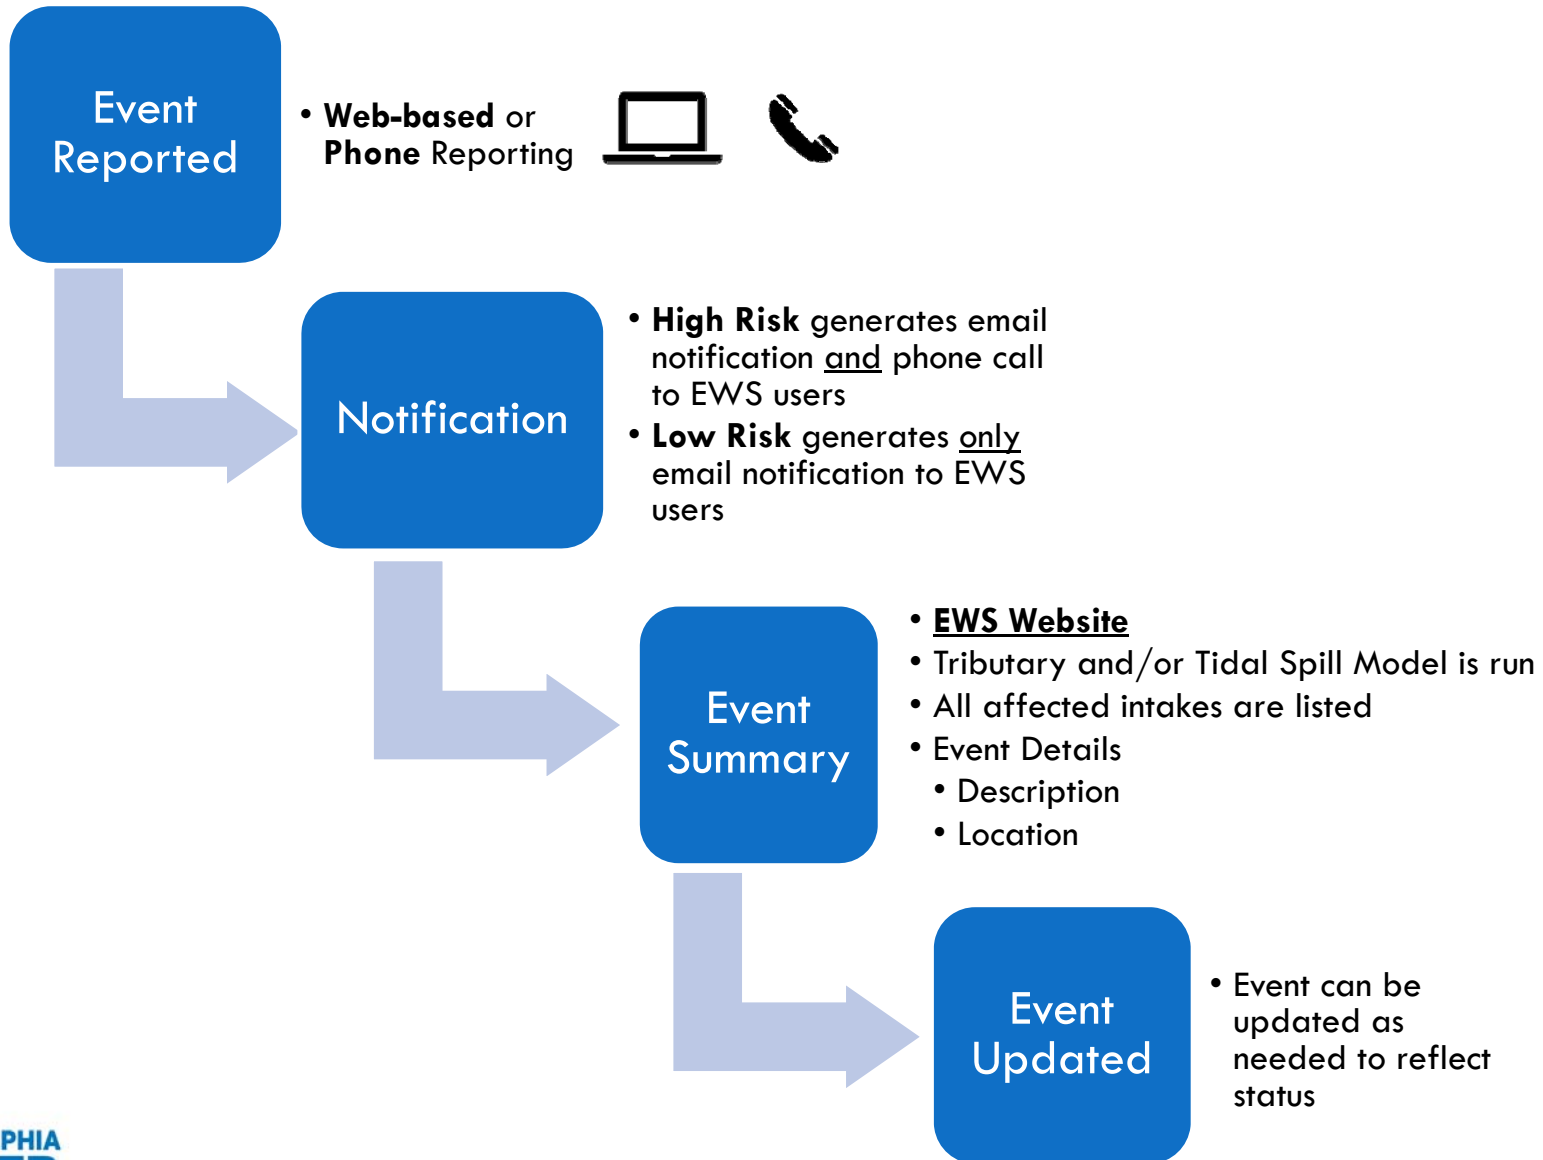 Event
Reported
• Web-based or
Phone Reporting
Notification
• High Risk generates email
notification and phone call
to EWS users
• Low Risk generates only
email notification to EWS
users
Event
Summary
• EWS Website
• Tributary and/or Tidal Spill Model is run
• All affected intakes are listed
• Event Details
• Description
• Location
Event
Updated
• Event can be
updated as
needed to reflect
status
PHIA